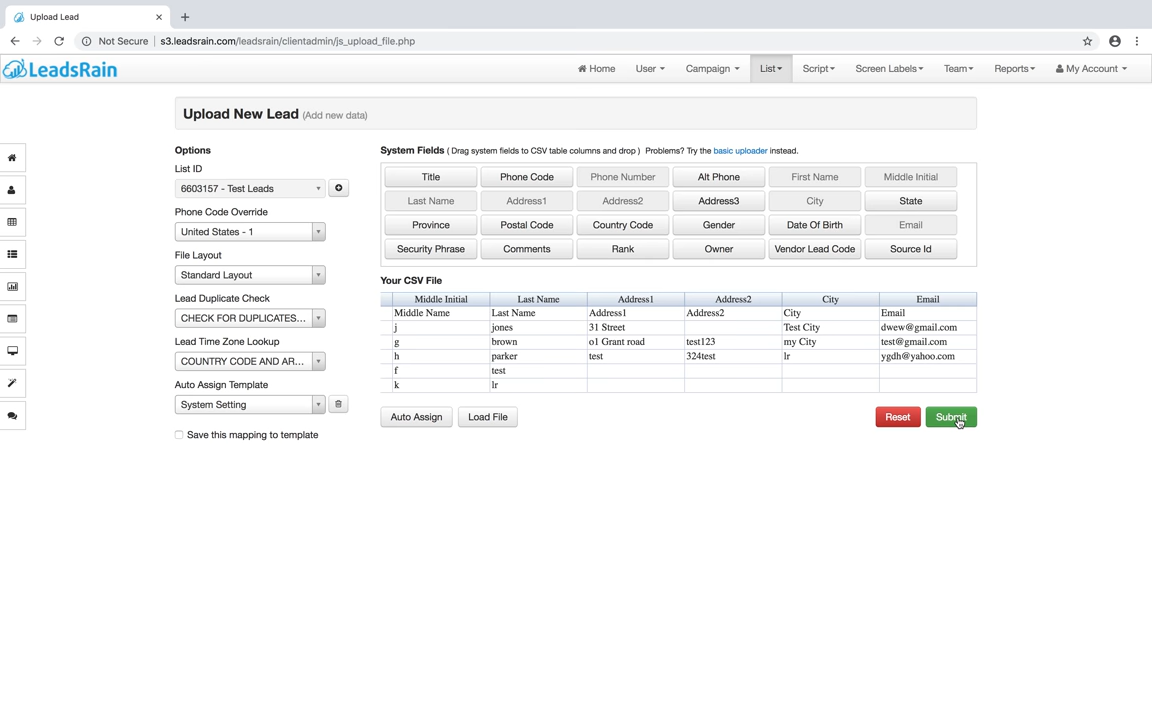 Upload Lead
Not Secure s3.leadsrain.com/leadsrain/clientadmin/js_upload_file.php
LeadsRain
Home User Campaign List Script Screen Labels Team Reports My Account
Upload New Lead (Add new data)
Options
List ID
6603157 - Test Leads
Phone Code Override
United States - 1
File Layout
Standard Layout
Lead Duplicate Check
CHECK FOR DUPLICATES...
Lead Time Zone Lookup
COUNTRY CODE AND AR...
Auto Assign Template
System Setting
Save this mapping to template
System Fields ( Drag system fields to CSV table columns and drop ) Problems? Try the basic uploader instead.
Title Phone Code Phone Number Alt Phone First Name Middle Initial
Last Name Address1 Address2 Address3 City State
Province Postal Code Country Code Gender Date Of Birth Email
Security Phrase Comments Rank Owner Vendor Lead Code Source Id
Your CSV File
Middle Initial Last Name Address1 Address2 City Email
Middle Name Last Name Address1 Address2 City Email
j jones 31 Street Test City dwew@gmail.com
g brown o1 Grant road test123 my City test@gmail.com
h parker test 324test lr ygdh@yahoo.com
f test
k lr
Auto Assign Load File Reset Submit